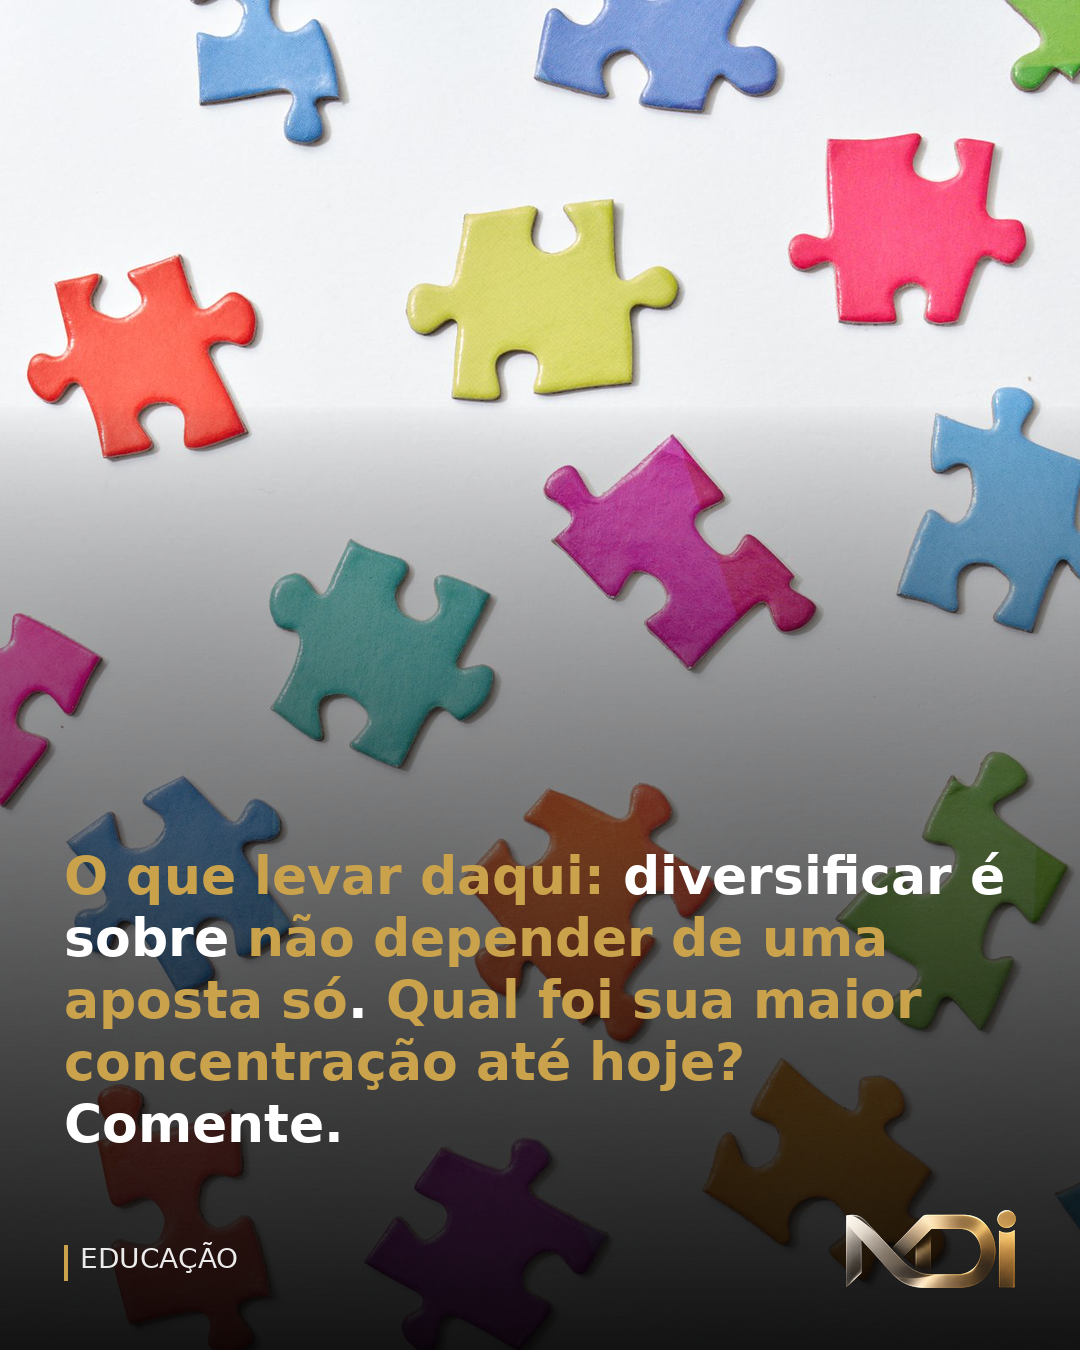 O que levar daqui: diversificar é
sobre não depender de uma
aposta só. Qual foi sua maior
concentração até hoje?
Comente.
EDUCAÇÃO
MDi